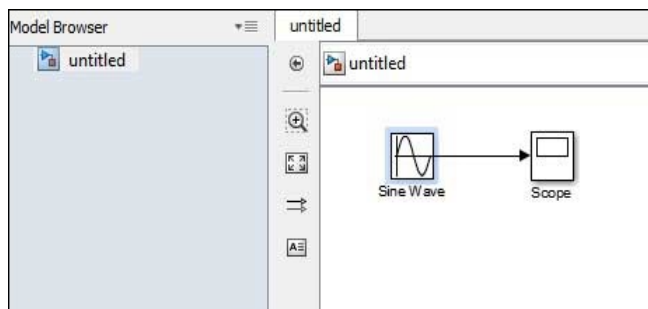 Model Browser
untitled
untitled
untitled
Sine Wave
Scope